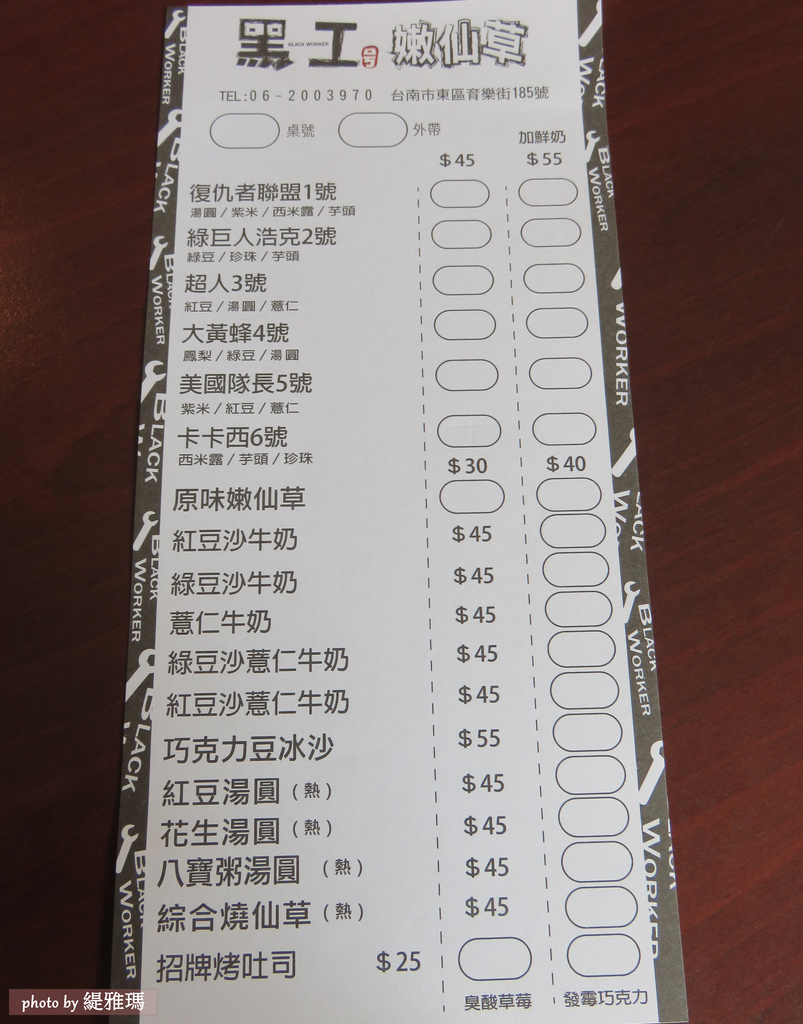 黑工 BLACK WORKER 號 嫩仙草
TEL:06-2003970 台南市東區育樂街185號
桌號 外帶 加鮮奶
$45 $55
復仇者聯盟1號
湯圓/紫米/西米露/芋頭
綠巨人浩克2號
綠豆/珍珠/芋頭
超人3號
紅豆/湯圓/薏仁
大黃蜂4號
鳳梨/綠豆/湯圓
美國隊長5號
紫米/紅豆/薏仁
卡卡西6號
西米露/芋頭/珍珠
$30 $40
原味嫩仙草
紅豆沙牛奶 $45
綠豆沙牛奶 $45
薏仁牛奶 $45
綠豆沙薏仁牛奶 $45
紅豆沙薏仁牛奶 $45
巧克力豆冰沙 $55
紅豆湯圓(熱) $45
花生湯圓(熱) $45
八寶粥湯圓 (熱) $45
綜合燒仙草(熱) $45
招牌烤吐司 $25
臭酸草莓 發霉巧克力
BLACK WORKER
photo by 緹雅瑪